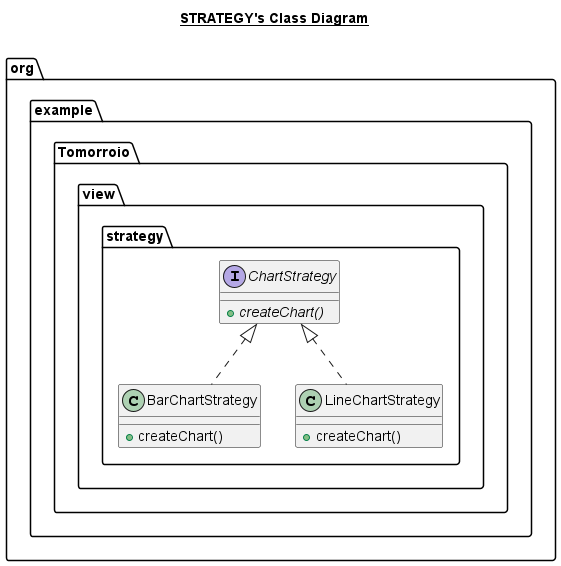 STRATEGY's Class Diagram
org
example
Tomorroio
view
strategy
I ChartStrategy
createChart()
C BarChartStrategy
createChart()
C LineChartStrategy
createChart()